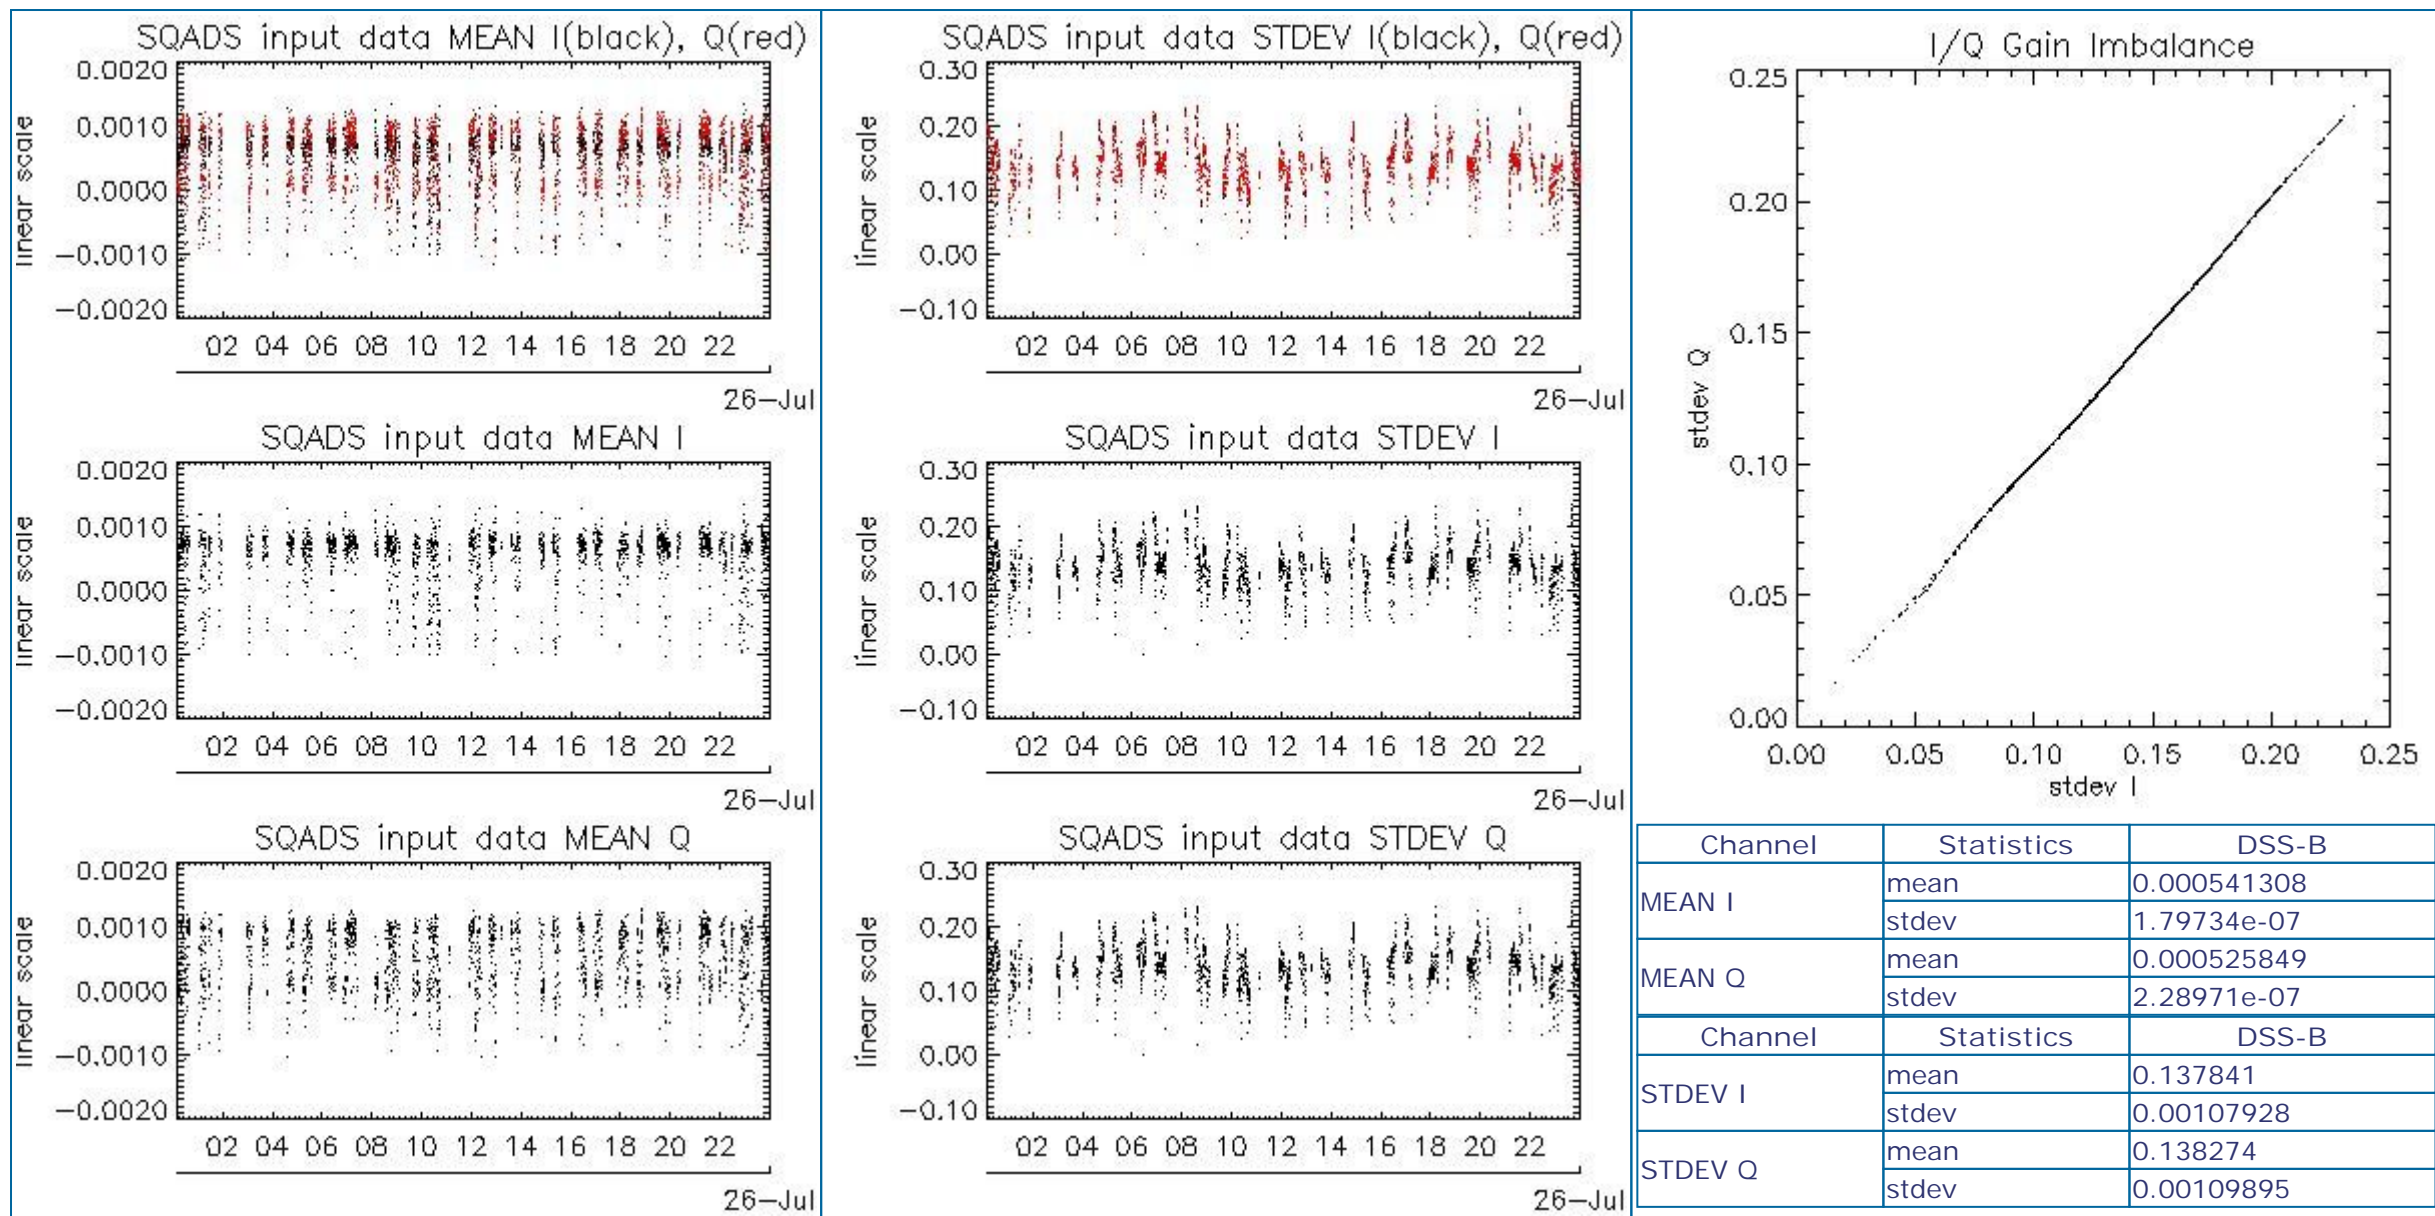 SQADS input data MEAN I(black), Q(red)
0.0020
0.0010
0.0000
−0.0010
−0.0020
linear scale
02 04 06 08 10 12 14 16 18 20 22
26−Jul
SQADS input data MEAN I
0.0020
0.0010
0.0000
−0.0010
−0.0020
linear scale
02 04 06 08 10 12 14 16 18 20 22
26−Jul
SQADS input data MEAN Q
0.0020
0.0010
0.0000
−0.0010
−0.0020
linear scale
02 04 06 08 10 12 14 16 18 20 22
26−Jul
SQADS input data STDEV I(black), Q(red)
0.30
0.20
0.10
0.00
−0.10
linear scale
02 04 06 08 10 12 14 16 18 20 22
26−Jul
SQADS input data STDEV I
0.30
0.20
0.10
0.00
−0.10
linear scale
02 04 06 08 10 12 14 16 18 20 22
26−Jul
SQADS input data STDEV Q
0.30
0.20
0.10
0.00
−0.10
linear scale
02 04 06 08 10 12 14 16 18 20 22
26−Jul
I/Q Gain Imbalance
0.25
0.20
0.15
0.10
0.05
0.00
stdev Q
0.00 0.05 0.10 0.15 0.20 0.25
stdev I
Channel Statistics DSS-B
MEAN I mean 0.000541308
stdev 1.79734e-07
MEAN Q mean 0.000525849
stdev 2.28971e-07
Channel Statistics DSS-B
STDEV I mean 0.137841
stdev 0.00107928
STDEV Q mean 0.138274
stdev 0.00109895